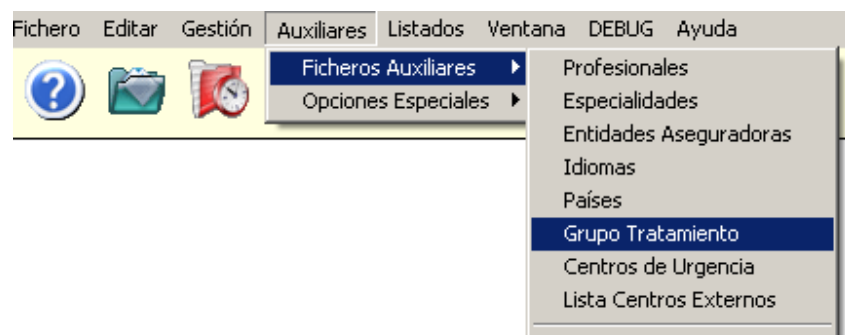 Fichero Editar Gestión Auxiliares Listados Ventana DEBUG Ayuda
Ficheros Auxiliares
Opciones Especiales
Profesionales
Especialidades
Entidades Aseguradoras
Idiomas
Países
Grupo Tratamiento
Centros de Urgencia
Lista Centros Externos